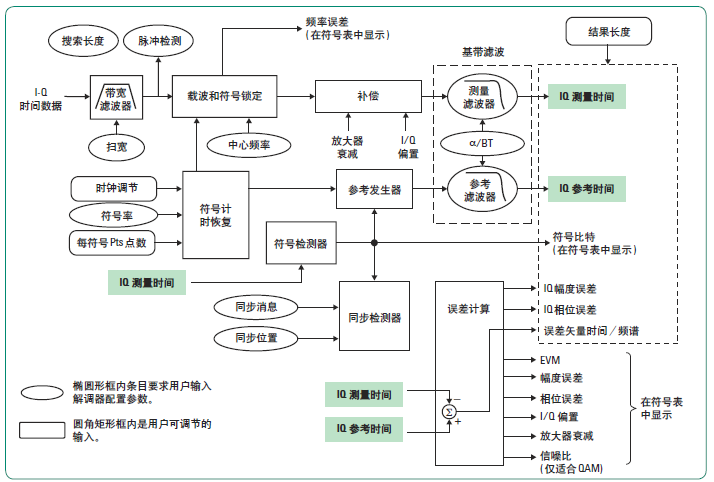 搜索长度
脉冲检测
频率误差
(在符号表中显示)
基带滤波
结果长度
I-Q
时间数据
带宽
滤波器
载波和符号锁定
补偿
测量
滤波器
IQ 测量时间
扫宽
中心频率
放大器
衰减
I/Q
偏置
α/BT
时钟调节
符号率
每符号 Pts 点数
符号计
时恢复
参考发生器
参考
滤波器
IQ 参考时间
符号检测器
符号比特
(在符号表中显示)
IQ 测量时间
同步消息
同步位置
同步检测器
误差计算
IQ 幅度误差
IQ 相位误差
误差矢量时间／频谱
EVM
幅度误差
相位误差
I/Q 偏置
放大器衰减
信噪比
(仅适合 QAM)
在符号表
中显示
IQ 测量时间
−
Σ
+
IQ 参考时间
椭圆形框内条目要求用户输入
解调器配置参数。
圆角矩形框内是用户可调节的
输入。